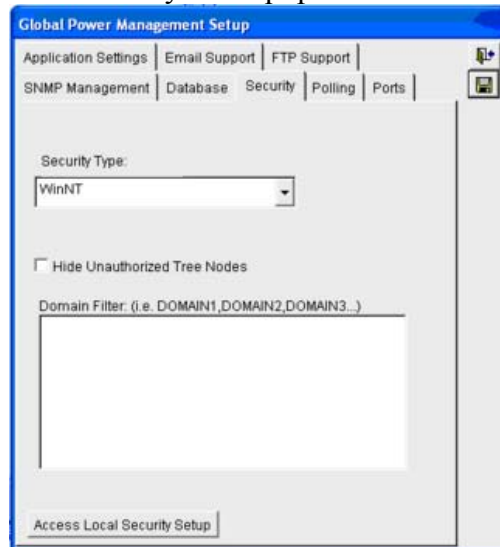 Global Power Management Setup
Application Settings Email Support FTP Support
SNMP Management Database Security Polling Ports
Security Type:
WinNT
Hide Unauthorized Tree Nodes
Domain Filter: (i.e. DOMAIN1,DOMAIN2,DOMAIN3...)
Access Local Security Setup